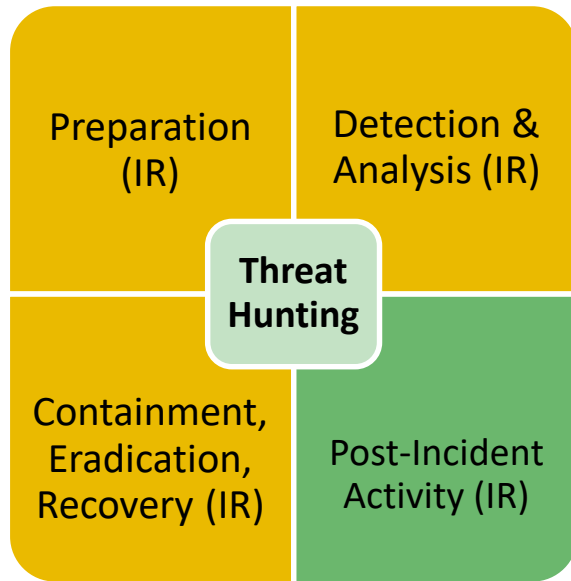 Preparation
(IR)
Detection &
Analysis (IR)
Threat
Hunting
Containment,
Eradication,
Recovery (IR)
Post-Incident
Activity (IR)